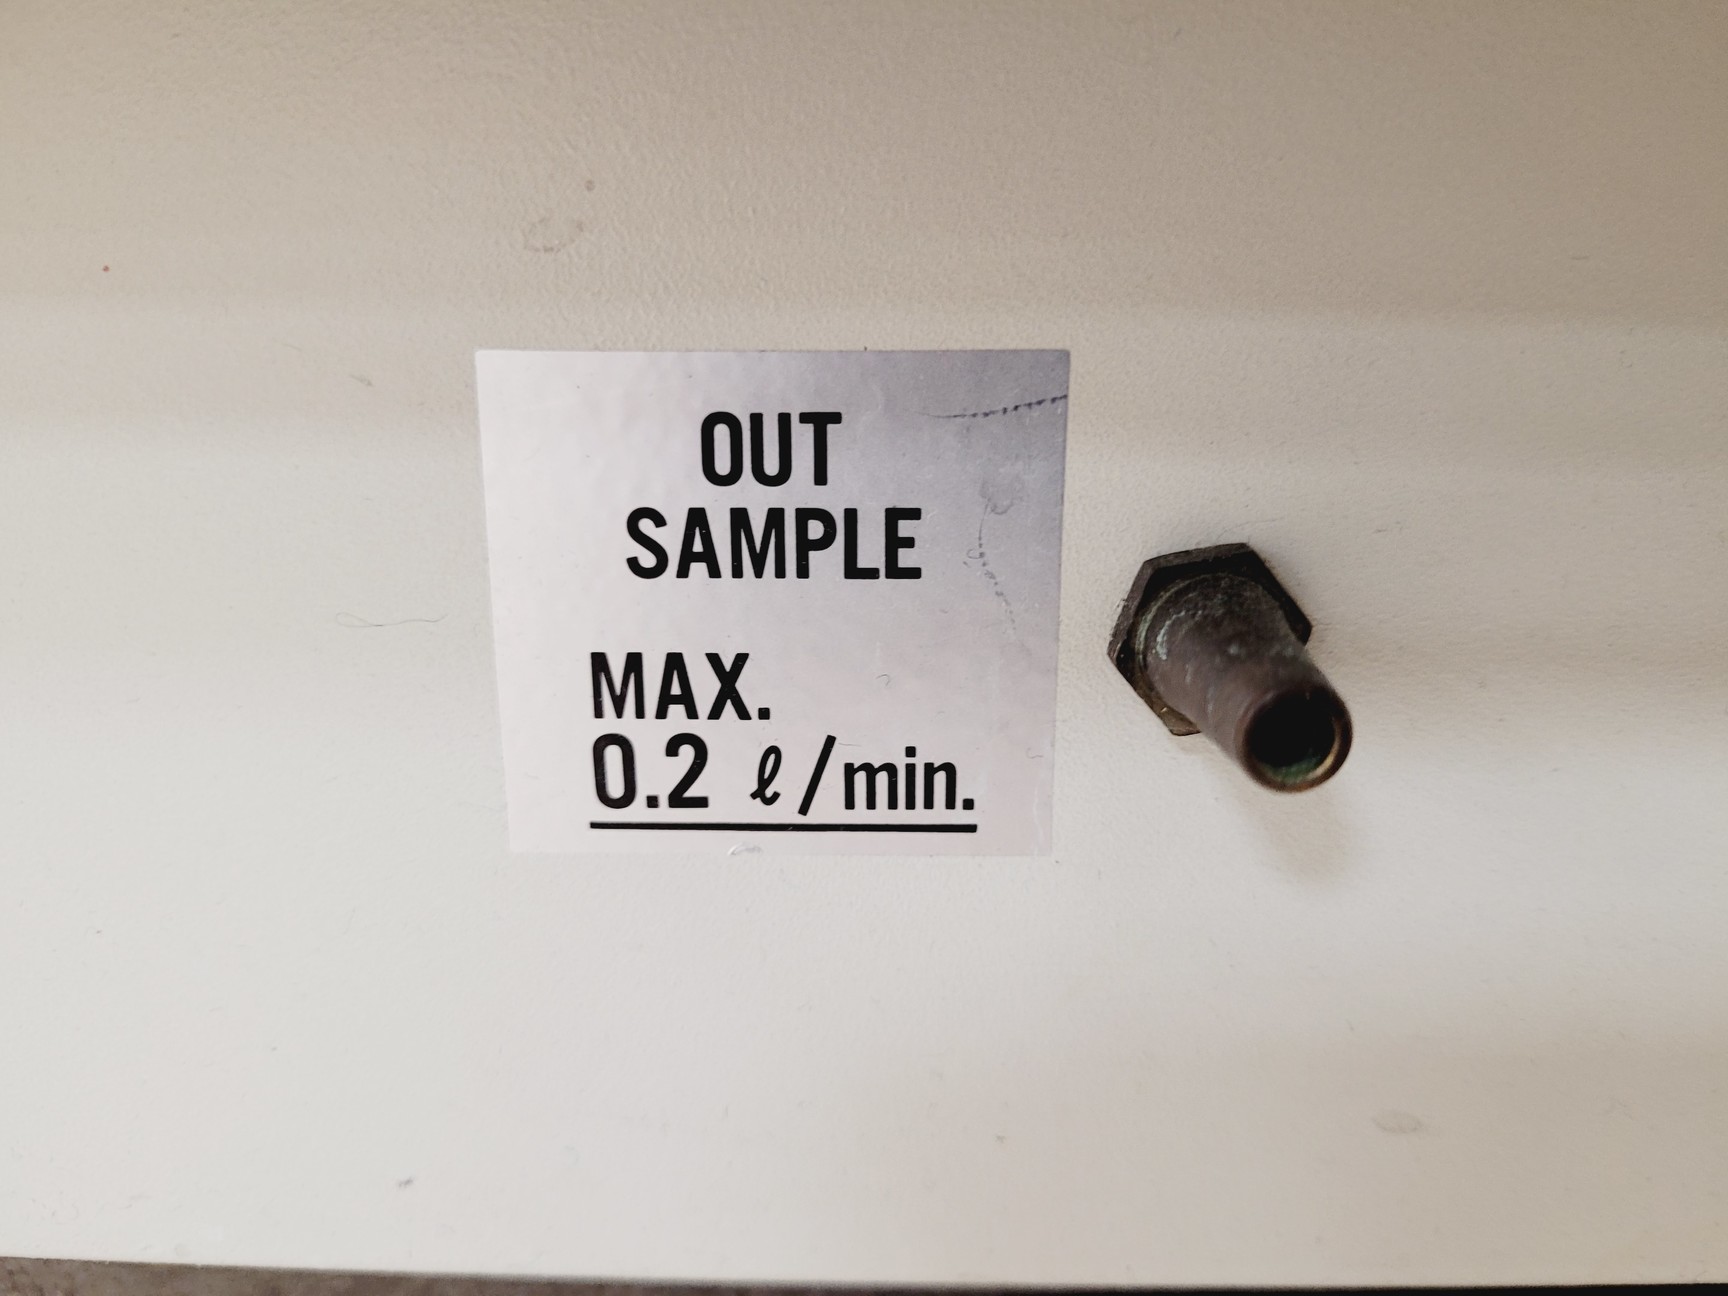 OUT
SAMPLE
MAX.
0.2 ℓ/min.